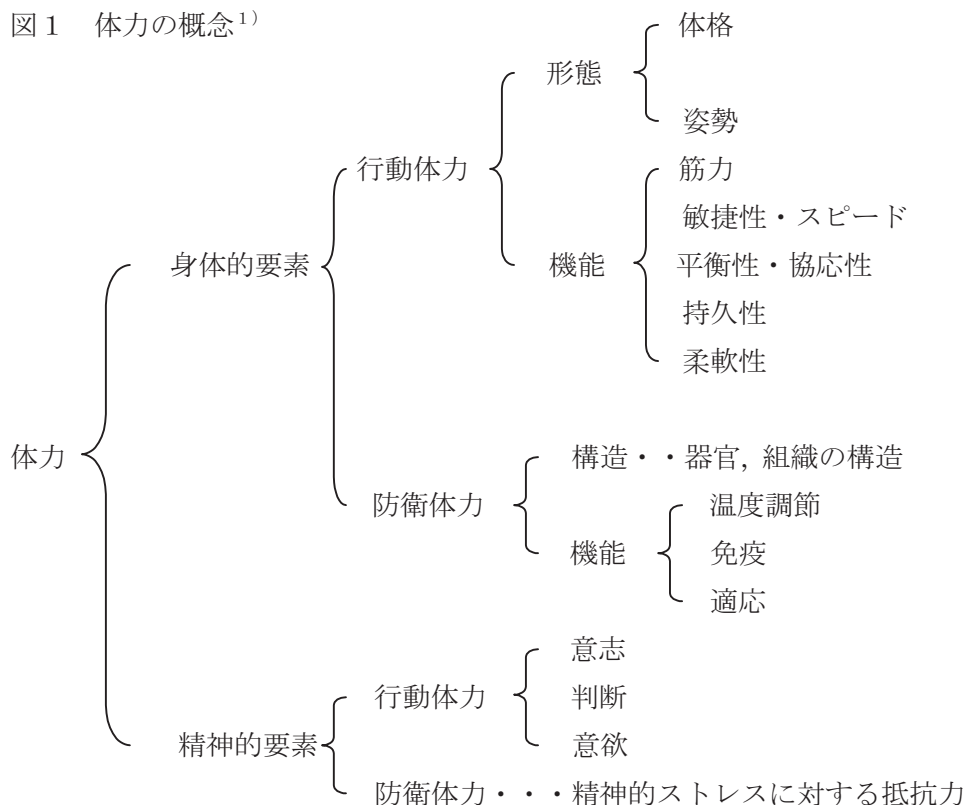 図１　体力の概念¹⁾
体格
形態
姿勢
行動体力
筋力
敏捷性・スピード
身体的要素
機能
平衡性・協応性
持久性
柔軟性
体力
構造・・器官, 組織の構造
防衛体力
温度調節
機能
免疫
適応
意志
行動体力
判断
精神的要素
意欲
防衛体力・・・精神的ストレスに対する抵抗力